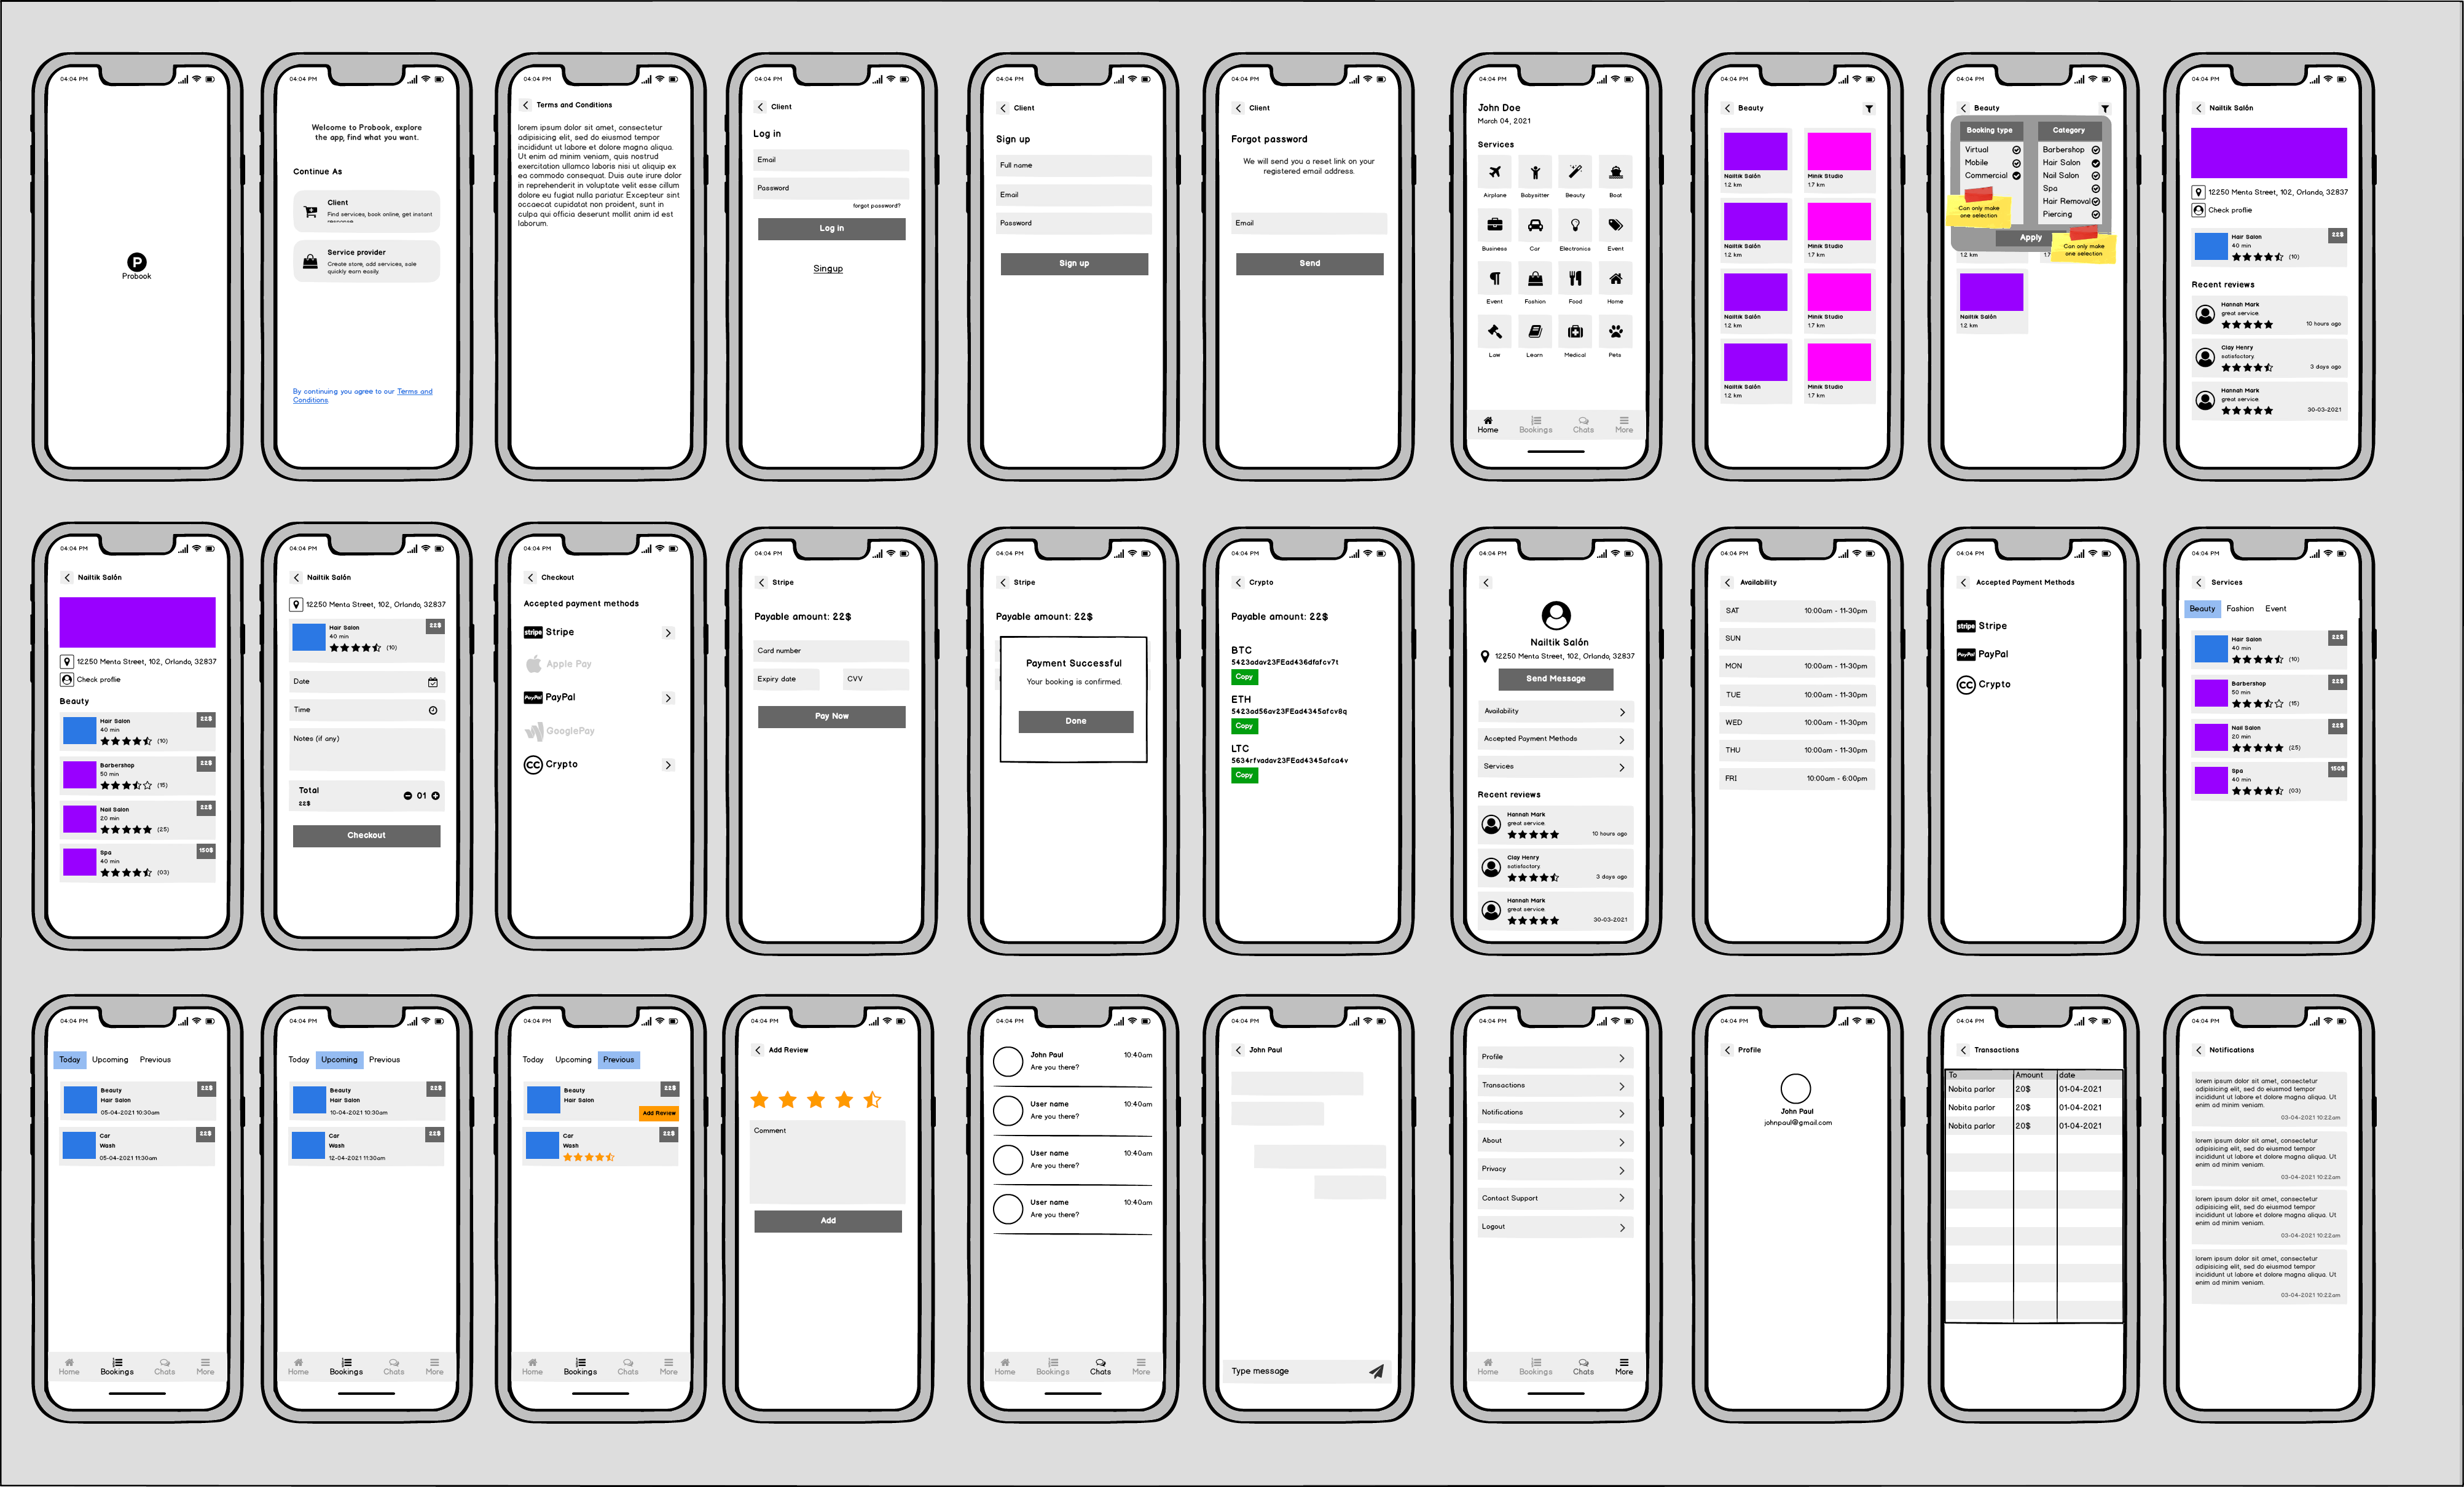 04:04 PM
Probook
04:04 PM
Welcome to Probook, explore
the app, find what you want.
Continue As
Client
Find services, book online, get instant
response
Service provider
Create store, add services, sale
quickly earn easily.
By continuing you agree to our Terms and
Conditions.
04:04 PM
Terms and Conditions
lorem ipsum dolor sit amet, consectetur
adipisicing elit, sed do eiusmod tempor
incididunt ut labore et dolore magna aliqua.
Ut enim ad minim veniam, quis nostrud
exercitation ullamco laboris nisi ut aliquip ex
ea commodo consequat. Duis aute irure dolor
in reprehenderit in voluptate velit esse cillum
dolore eu fugiat nulla pariatur. Excepteur sint
occaecat cupidatat non proident, sunt in
culpa qui officia deserunt mollit anim id est
laborum.
04:04 PM
Client
Log in
Email
Password
forgot password?
Log in
Singup
04:04 PM
Client
Sign up
Full name
Email
Password
Sign up
04:04 PM
Client
Forgot password
We will send you a reset link on your
registered email address.
Email
Send
04:04 PM
John Doe
March 04, 2021
Services
Airplane Babysitter Beauty Boat
Business Car Electronics Event
Event Fashion Food Home
Law Learn Medical Pets
Home Bookings Chats More
04:04 PM
Beauty
Nailtik Salón Minik Studio
1.2 km 1.7 km
Nailtik Salón Minik Studio
1.2 km 1.7 km
Nailtik Salón Minik Studio
1.2 km 1.7 km
Nailtik Salón Minik Studio
1.2 km 1.7 km
04:04 PM
Beauty
Booking type Category
Virtual Barbershop
Mobile Hair Salon
Commercial Nail Salon
Spa
Hair Removal
Piercing
Can only make
one selection
Apply
Can only make
one selection
1.2 km 1.7
Nailtik Salón
1.2 km
04:04 PM
Nailtik Salón
12250 Menta Street, 102, Orlando, 32837
Check profile
Hair Salon 22$
40 min
(10)
Recent reviews
Hannah Mark
great service.
10 hours ago
Clay Henry
satisfactory.
3 days ago
Hannah Mark
great service.
30-03-2021
04:04 PM
Nailtik Salón
12250 Menta Street, 102, Orlando, 32837
Check profile
Beauty
Hair Salon 22$
40 min
(10)
Barbershop 22$
50 min
(15)
Nail Salon 22$
20 min
(25)
Spa 150$
40 min
(03)
04:04 PM
Nailtik Salón
12250 Menta Street, 102, Orlando, 32837
Hair Salon 22$
40 min
(10)
Date
Time
Notes (if any)
Total
22$ 01
Checkout
04:04 PM
Checkout
Accepted payment methods
stripe Stripe
Apple Pay
PayPal PayPal
GooglePay
CC Crypto
04:04 PM
Stripe
Payable amount: 22$
Card number
Expiry date CVV
Pay Now
04:04 PM
Stripe
Payable amount: 22$
Payment Successful
Your booking is confirmed.
Done
04:04 PM
Crypto
Payable amount: 22$
BTC
5423adav23FEad436dfafcv7t
Copy
ETH
5423ad56av23FEad4345afcv8q
Copy
LTC
5634rfvadav23FEad4345afca4v
Copy
04:04 PM
Nailtik Salón
12250 Menta Street, 102, Orlando, 32837
Send Message
Availability
Accepted Payment Methods
Services
Recent reviews
Hannah Mark
great service.
10 hours ago
Clay Henry
satisfactory.
3 days ago
Hannah Mark
great service.
30-03-2021
04:04 PM
Availability
SAT 10:00am - 11-30pm
SUN
MON 10:00am - 11-30pm
TUE 10:00am - 11-30pm
WED 10:00am - 11-30pm
THU 10:00am - 11-30pm
FRI 10:00am - 6:00pm
04:04 PM
Accepted Payment Methods
stripe Stripe
PayPal PayPal
CC Crypto
04:04 PM
Services
Beauty Fashion Event
Hair Salon 22$
40 min
(10)
Barbershop 22$
50 min
(15)
Nail Salon 22$
20 min
(25)
Spa 150$
40 min
(03)
04:04 PM
Today Upcoming Previous
Beauty 22$
Hair Salon
05-04-2021 10:30am
Car 22$
Wash
05-04-2021 11:30am
Home Bookings Chats More
04:04 PM
Today Upcoming Previous
Beauty 22$
Hair Salon
10-04-2021 10:30am
Car 22$
Wash
12-04-2021 11:30am
Home Bookings Chats More
04:04 PM
Today Upcoming Previous
Beauty 22$
Hair Salon
Add Review
Car 22$
Wash
Home Bookings Chats More
04:04 PM
Add Review
Comment
Add
04:04 PM
John Paul 10:40am
Are you there?
User name 10:40am
Are you there?
User name 10:40am
Are you there?
User name 10:40am
Are you there?
Home Bookings Chats More
04:04 PM
John Paul
Type message
04:04 PM
Profile
Transactions
Notifications
About
Privacy
Contact Support
Logout
Home Bookings Chats More
04:04 PM
Profile
John Paul
johnpaul@gmail.com
04:04 PM
Transactions
To Amount date
Nobita parlor 20$ 01-04-2021
Nobita parlor 20$ 01-04-2021
Nobita parlor 20$ 01-04-2021
04:04 PM
Notifications
lorem ipsum dolor sit amet, consectetur
adipisicing elit, sed do eiusmod tempor
incididunt ut labore et dolore magna aliqua. Ut
enim ad minim veniam.
03-04-2021 10:22am
lorem ipsum dolor sit amet, consectetur
adipisicing elit, sed do eiusmod tempor
incididunt ut labore et dolore magna aliqua. Ut
enim ad minim veniam.
03-04-2021 10:22am
lorem ipsum dolor sit amet, consectetur
adipisicing elit, sed do eiusmod tempor
incididunt ut labore et dolore magna aliqua. Ut
enim ad minim veniam.
03-04-2021 10:22am
lorem ipsum dolor sit amet, consectetur
adipisicing elit, sed do eiusmod tempor
incididunt ut labore et dolore magna aliqua. Ut
enim ad minim veniam.
03-04-2021 10:22am